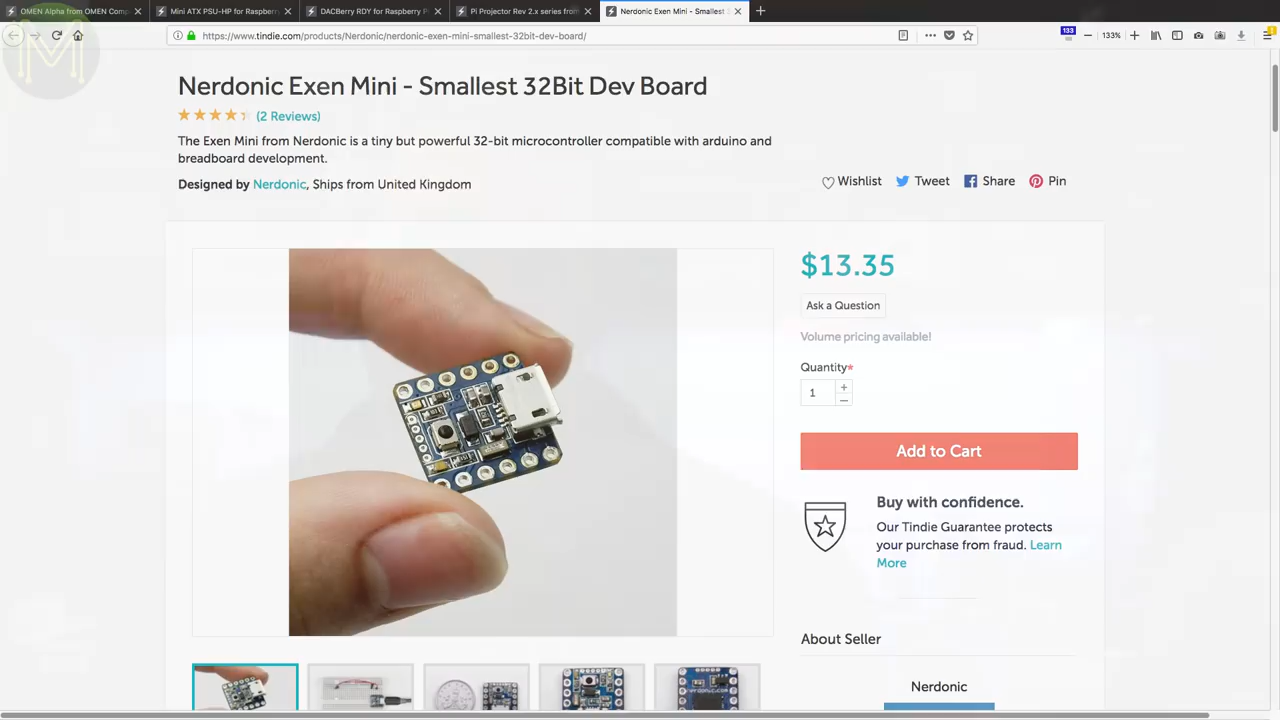 OMEN Alpha from OMEN Comp
Mini ATX PSU-HP for Raspberry
DACBerry RDY for Raspberry P
Pi Projector Rev 2.x series from
Nerdonic Exen Mini - Smallest 3
https://www.tindie.com/products/Nerdonic/nerdonic-exen-mini-smallest-32bit-dev-board/
133
133%
M
Nerdonic Exen Mini - Smallest 32Bit Dev Board
(2 Reviews)
The Exen Mini from Nerdonic is a tiny but powerful 32-bit microcontroller compatible with arduino and
breadboard development.
Designed by Nerdonic, Ships from United Kingdom
Wishlist Tweet Share Pin
$13.35
Ask a Question
Volume pricing available!
Quantity*
1
Add to Cart
Buy with confidence.
Our Tindie Guarantee protects
your purchase from fraud. Learn
More
About Seller
Nerdonic